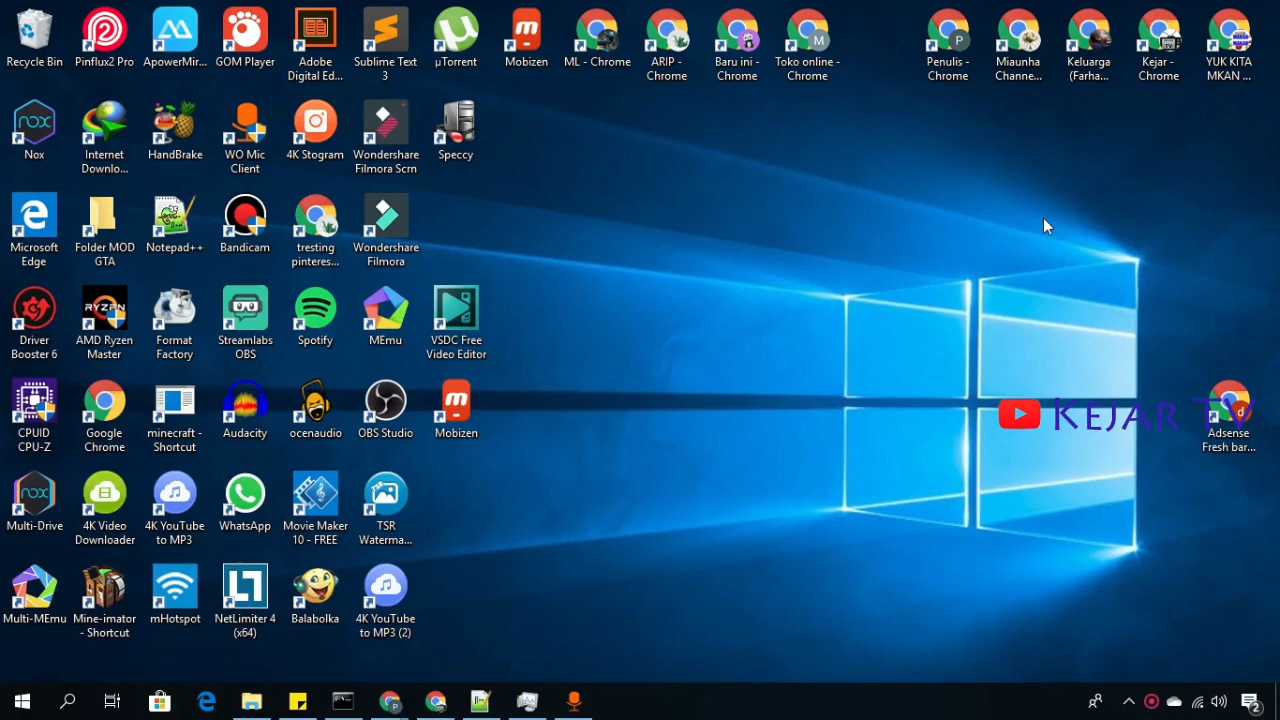 Recycle Bin
Pinflux2 Pro
ApowerMir...
GOM Player
Adobe
Digital Ed...
Sublime Text
3
µTorrent
Mobizen
ML - Chrome
ARIP -
Chrome
Baru ini -
Chrome
Toko online -
Chrome
Penulis -
Chrome
Miaunha
Channe...
Keluarga
(Farha...
Kejar -
Chrome
YUK KITA
MKAN ...
Nox
Internet
Downlo...
HandBrake
WO Mic
Client
4K Stogram
Wondershare
Filmora Scrn
Speccy
Microsoft
Edge
Folder MOD
GTA
Notepad++
Bandicam
tresting
pinteres...
Wondershare
Filmora
Driver
Booster 6
AMD Ryzen
Master
Format
Factory
Streamlabs
OBS
Spotify
MEmu
VSDC Free
Video Editor
CPUID
CPU-Z
Google
Chrome
minecraft -
Shortcut
Audacity
ocenaudio
OBS Studio
Mobizen
Kejar TV
Adsense
Fresh bar...
Multi-Drive
4K Video
Downloader
4K YouTube
to MP3
WhatsApp
Movie Maker
10 - FREE
TSR
Waterma...
Multi-MEmu
Mine-imator
- Shortcut
mHotspot
NetLimiter 4
(x64)
Balabolka
4K YouTube
to MP3 (2)